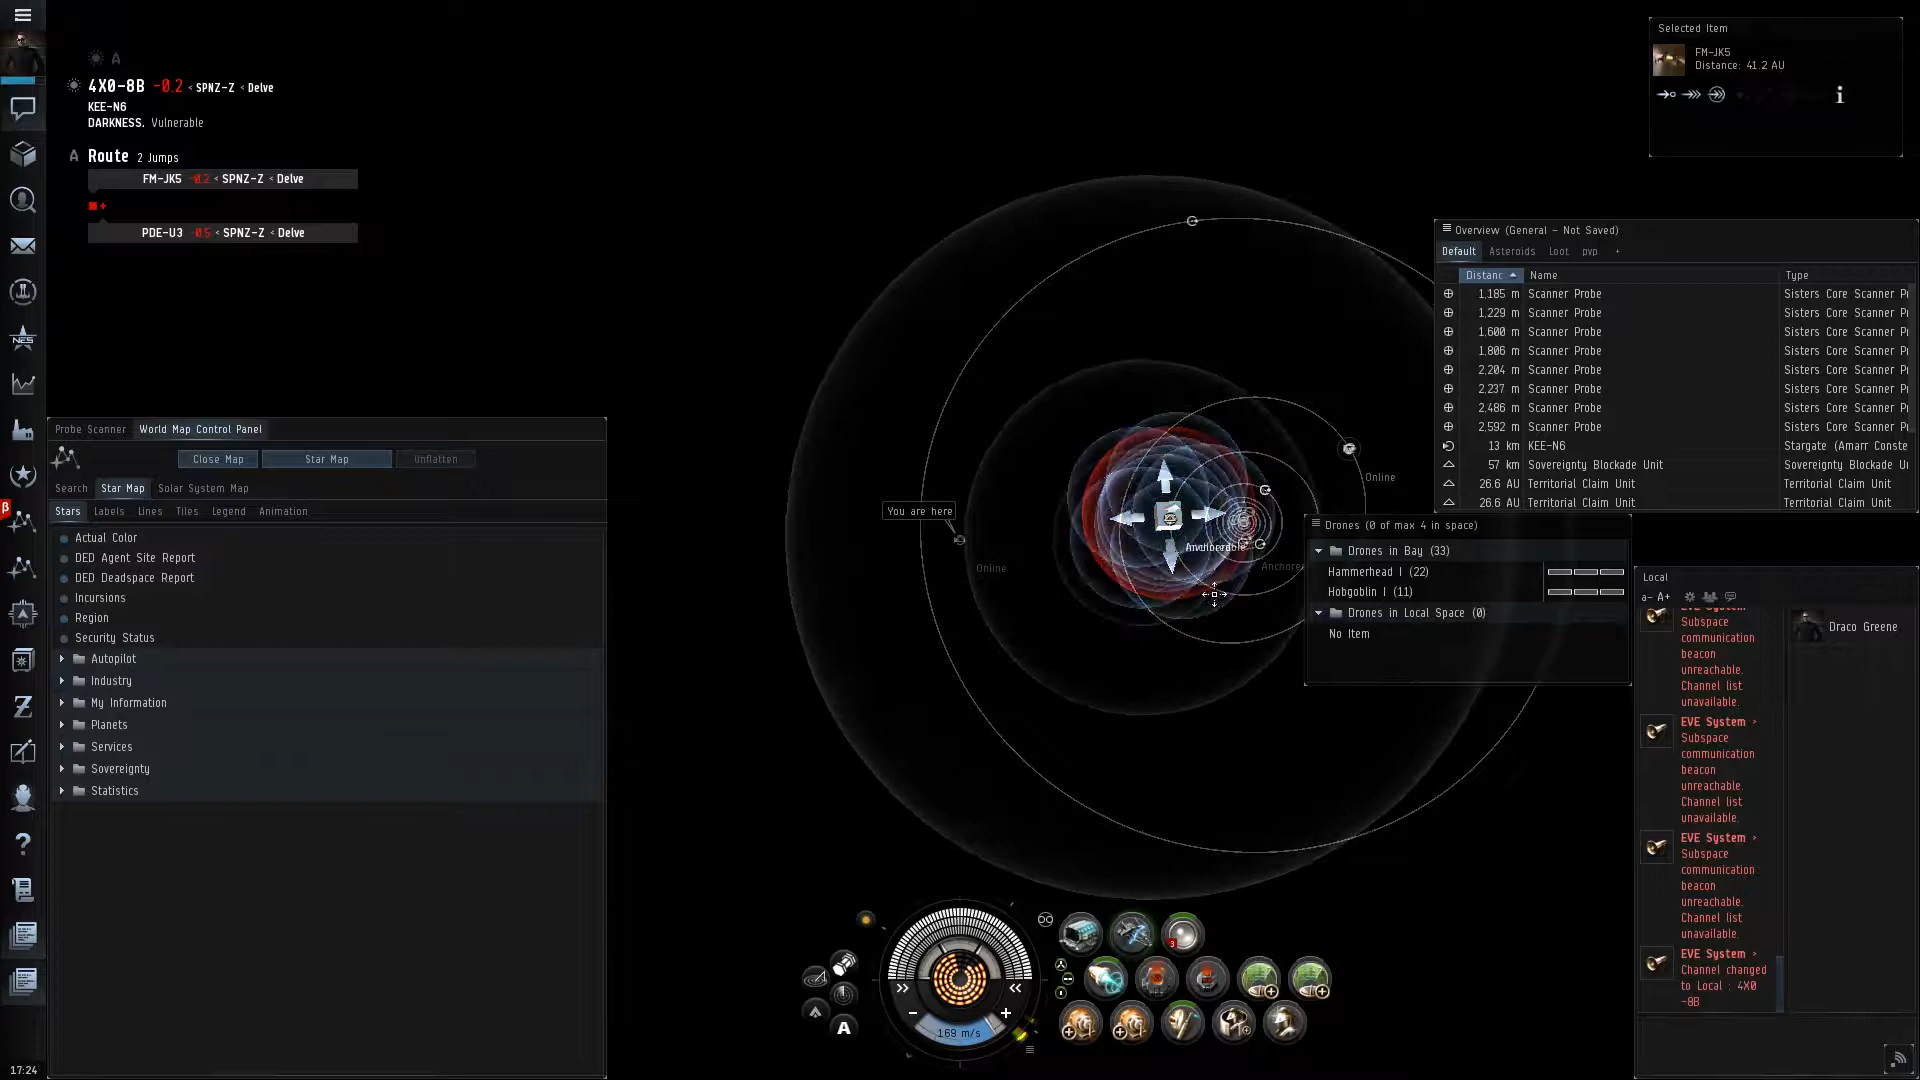 4X0-8B -0.2 < SPNZ-Z < Delve
KEE-N6
DARKNESS. Vulnerable
Route 2 Jumps
FM-JK5 -0.2 < SPNZ-Z < Delve
PDE-U3 -0.5 < SPNZ-Z < Delve
Probe Scanner World Map Control Panel
Close Map Star Map Unflatten
Search Star Map Solar System Map
Stars Labels Lines Tiles Legend Animation
Actual Color
DED Agent Site Report
DED Deadspace Report
Incursions
Region
Security Status
Autopilot
Industry
My Information
Planets
Services
Sovereignty
Statistics
NES
β
17:24
You are here
Online
Online
Anchored
169 m/s
A
3
Selected Item
FM-JK5
Distance: 41.2 AU
Overview (General - Not Saved)
Default Asteroids Loot pvp +
Distanc Name Type
1,185 m Scanner Probe Sisters Core Scanner Pr
1,229 m Scanner Probe Sisters Core Scanner Pr
1,600 m Scanner Probe Sisters Core Scanner Pr
1,806 m Scanner Probe Sisters Core Scanner Pr
2,204 m Scanner Probe Sisters Core Scanner Pr
2,237 m Scanner Probe Sisters Core Scanner Pr
2,486 m Scanner Probe Sisters Core Scanner Pr
2,592 m Scanner Probe Sisters Core Scanner Pr
13 km KEE-N6 Stargate (Amarr Conste
57 km Sovereignty Blockade Unit Sovereignty Blockade Un
26.6 AU Territorial Claim Unit Territorial Claim Unit
26.6 AU Territorial Claim Unit Territorial Claim Unit
Drones (0 of max 4 in space)
Drones in Bay (33)
Hammerhead I (22)
Hobgoblin I (11)
Drones in Local Space (0)
No Item
Local
a- A+
Draco Greene
EVE System >
Subspace
communication
beacon
unreachable.
Channel list
unavailable.
EVE System >
Subspace
communication
beacon
unreachable.
Channel list
unavailable.
EVE System >
Subspace
communication
beacon
unreachable.
Channel list
unavailable.
EVE System >
Channel changed
to Local : 4X0
-8B